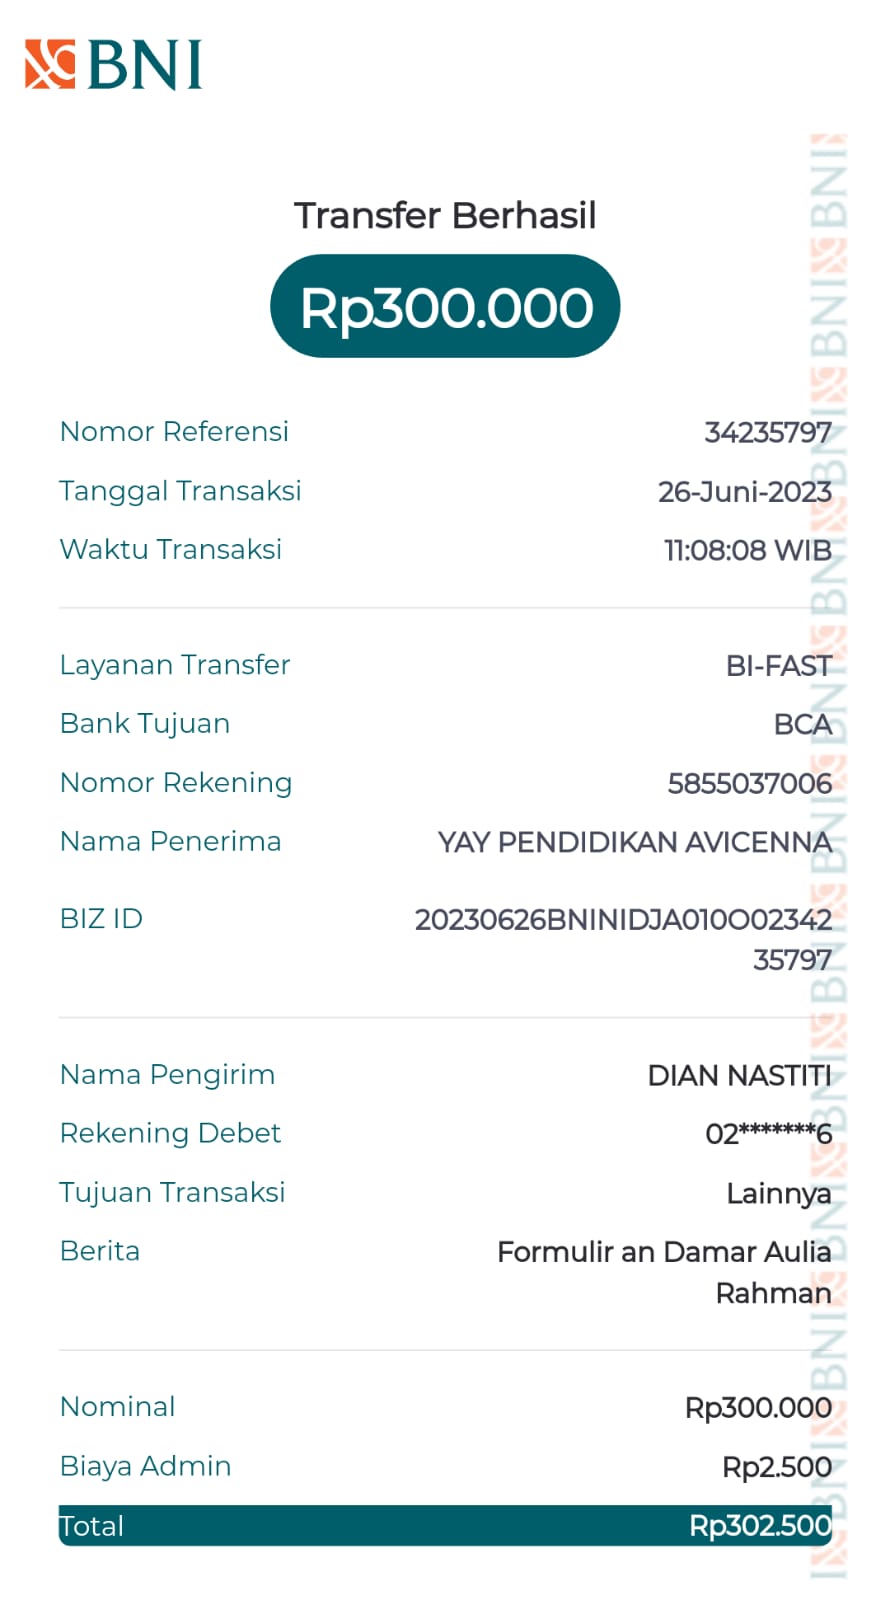 BNI
Transfer Berhasil
Rp300.000
Nomor Referensi 34235797
Tanggal Transaksi 26-Juni-2023
Waktu Transaksi 11:08:08 WIB
Layanan Transfer BI-FAST
Bank Tujuan BCA
Nomor Rekening 5855037006
Nama Penerima YAY PENDIDIKAN AVICENNA
BIZ ID 20230626BNINIDJA010O02342
35797
Nama Pengirim DIAN NASTITI
Rekening Debet 02*******6
Tujuan Transaksi Lainnya
Berita Formulir an Damar Aulia
Rahman
Nominal Rp300.000
Biaya Admin Rp2.500
Total Rp302.500
BNI BNI BNI BNI BNI BNI BNI BNI BNI BNI BNI